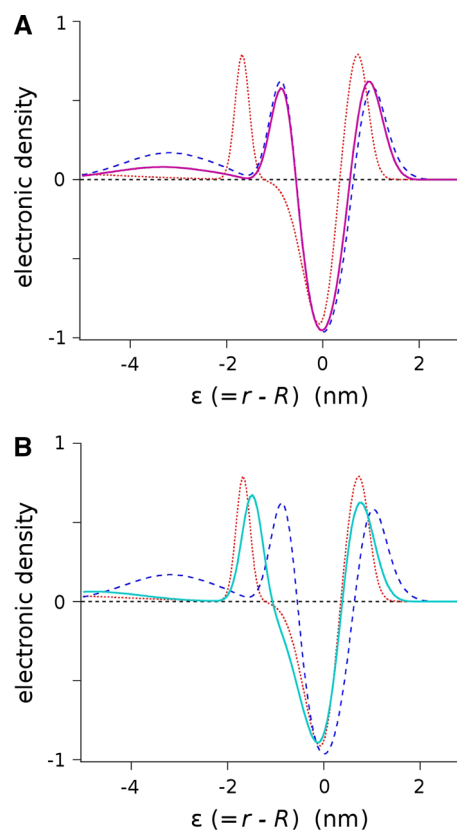 A
1
electronic density
0
-1
-4 -2 0 2
ε (= r - R) (nm)
B
1
electronic density
0
-1
-4 -2 0 2
ε (= r - R) (nm)